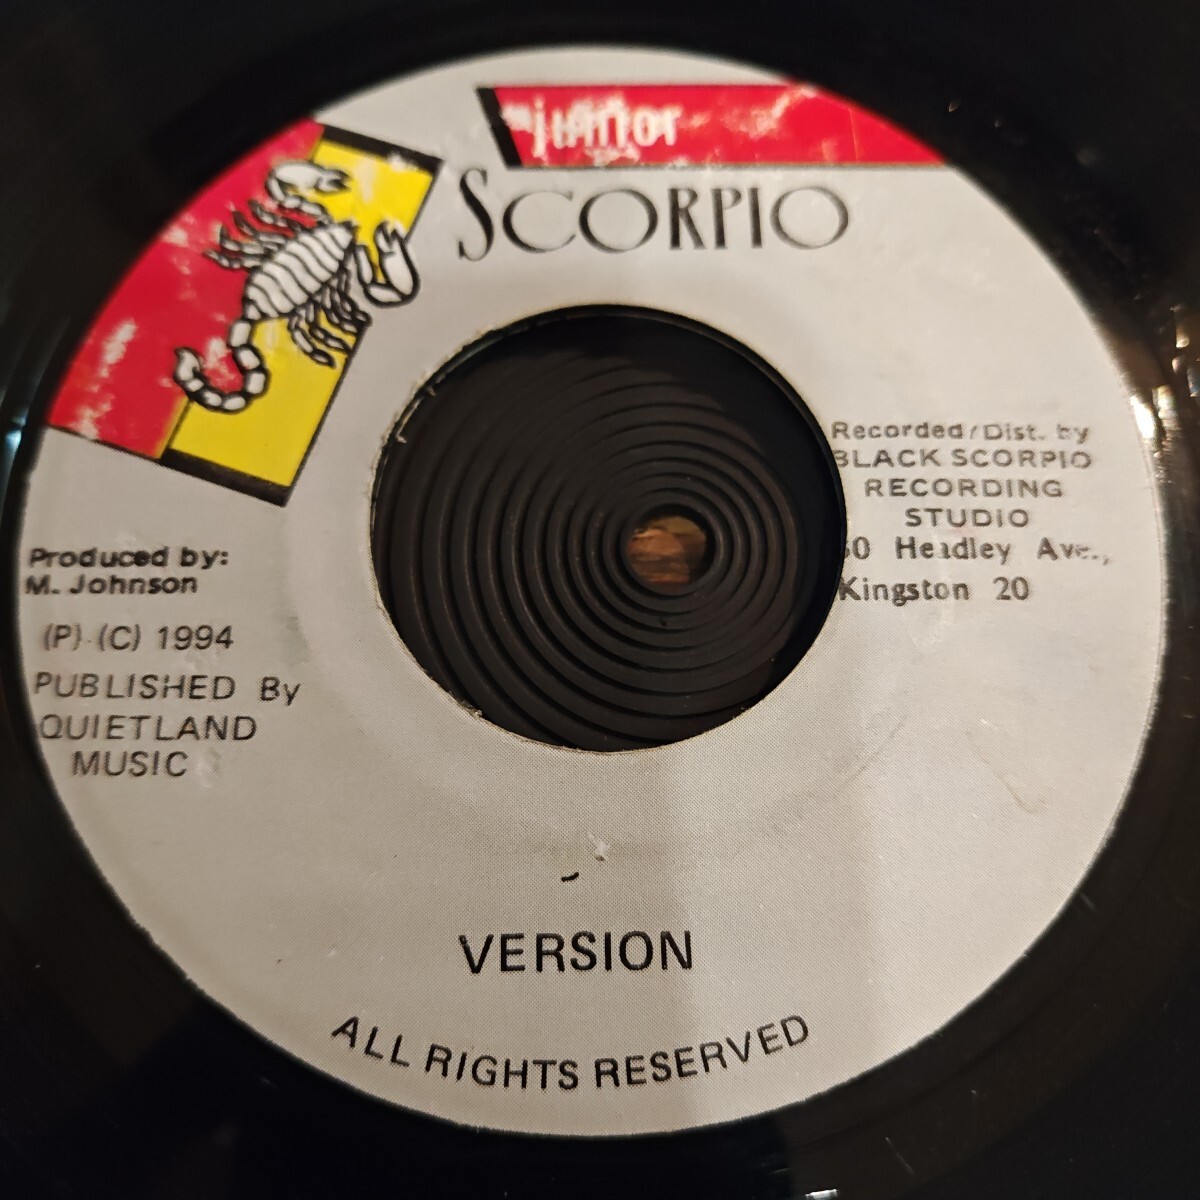 junior
SCORPIO
Recorded/Dist. by
BLACK SCORPIO
RECORDING
STUDIO
Headley Ave.,
Kingston 20
Produced by:
M. Johnson
(P) (C) 1994
PUBLISHED By
QUIETLAND
MUSIC
VERSION
ALL RIGHTS RESERVED